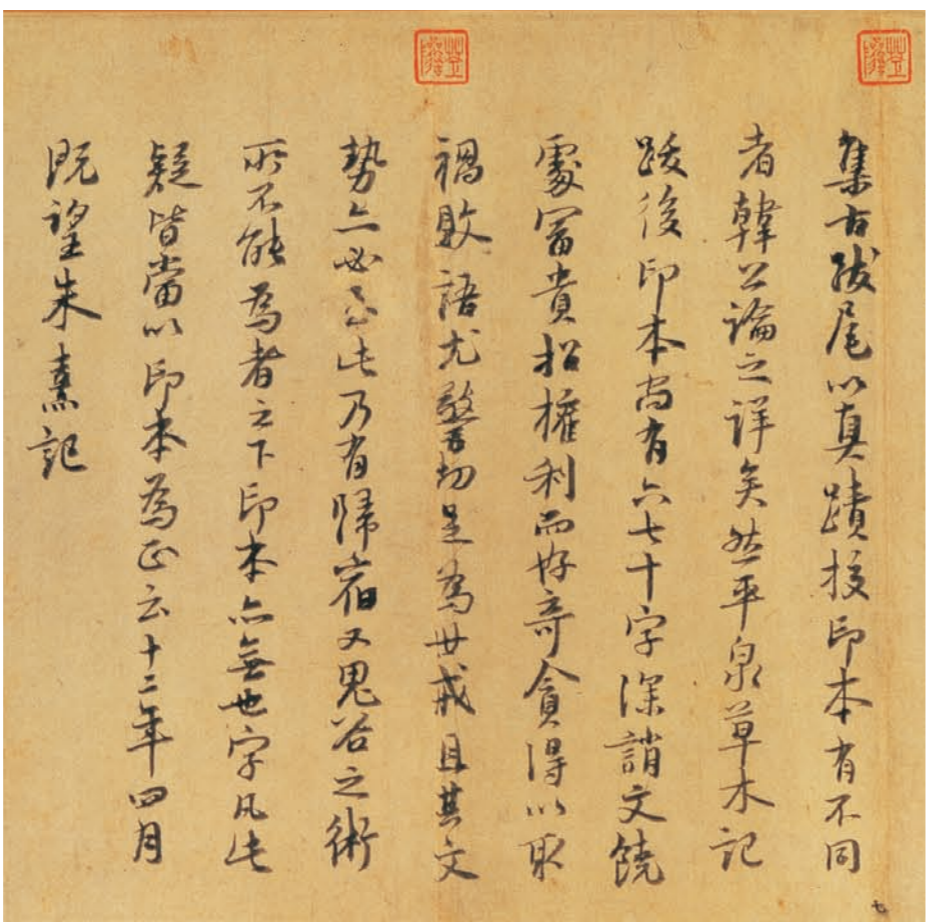 集古跋尾以真蹟校印本有不同
者韓公論之詳矣然平泉草木記
跋後印本尚有六七十字深誚文饒
處富貴招權利而好奇貪得以取
禍敗語尤警切足為世戒且其文
勢亦必至此乃有歸宿又鬼谷之術
所不能為者之下印本亦無也字凡此
疑皆當以印本為正云十二年四月
既望朱熹記